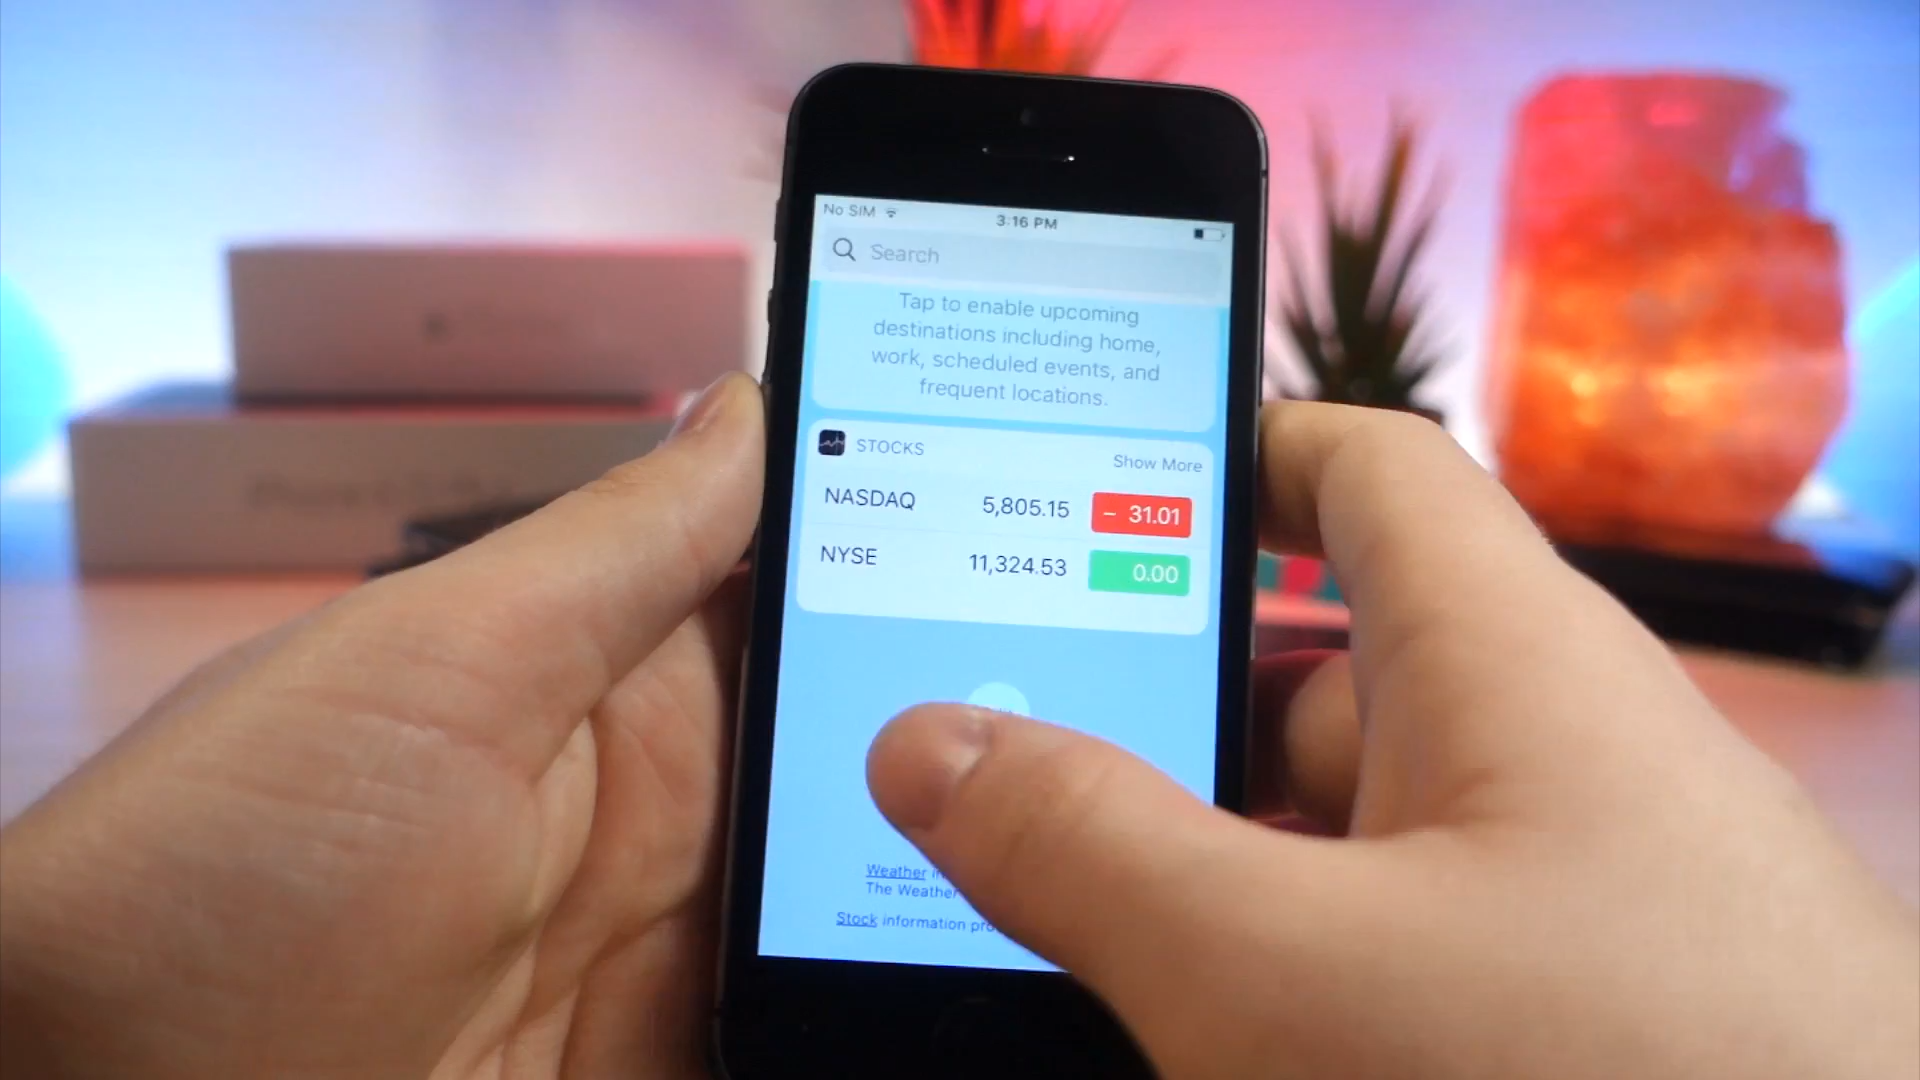 No SIM
3:16 PM
Search
Tap to enable upcoming
destinations including home,
work, scheduled events, and
frequent locations.
STOCKS
Show More
NASDAQ 5,805.15 − 31.01
NYSE 11,324.53 0.00
Weather
The Weather
Stock information